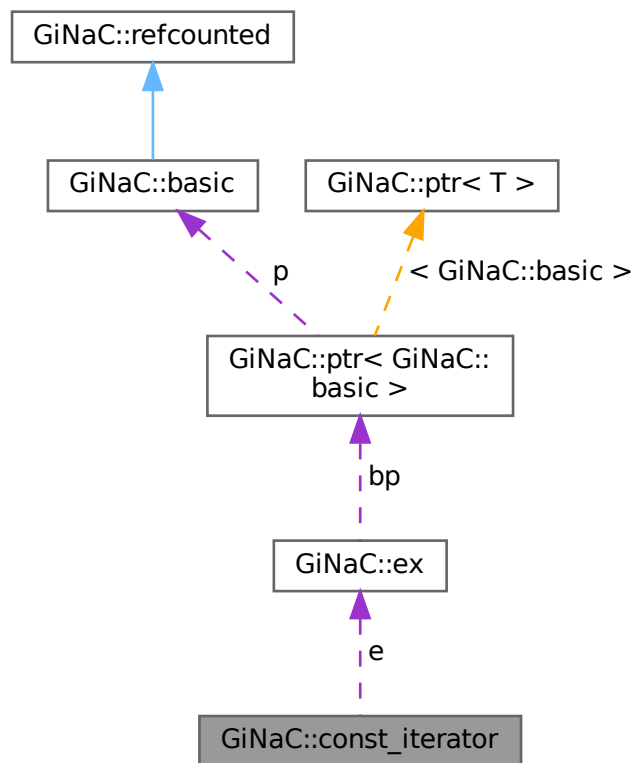 GiNaC::refcounted
GiNaC::basic
GiNaC::ptr< T >
p
< GiNaC::basic >
GiNaC::ptr< GiNaC::
basic >
bp
GiNaC::ex
e
GiNaC::const_iterator